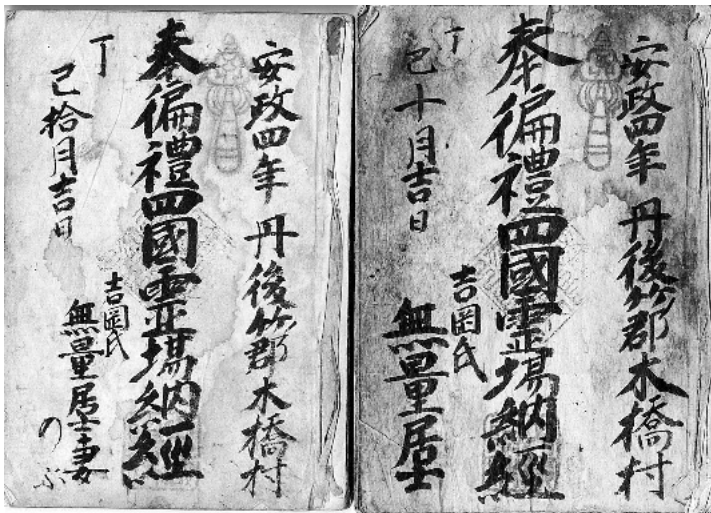 安政四年 丹後竹郡木橋村
奉徧禮四國霊場納經
丁
巳十月吉日
吉岡氏
無量居士
安政四年 丹後竹郡木橋村
奉徧禮四國霊場納經
丁
巳拾月吉日
吉岡氏
無量居士妻
のぶ